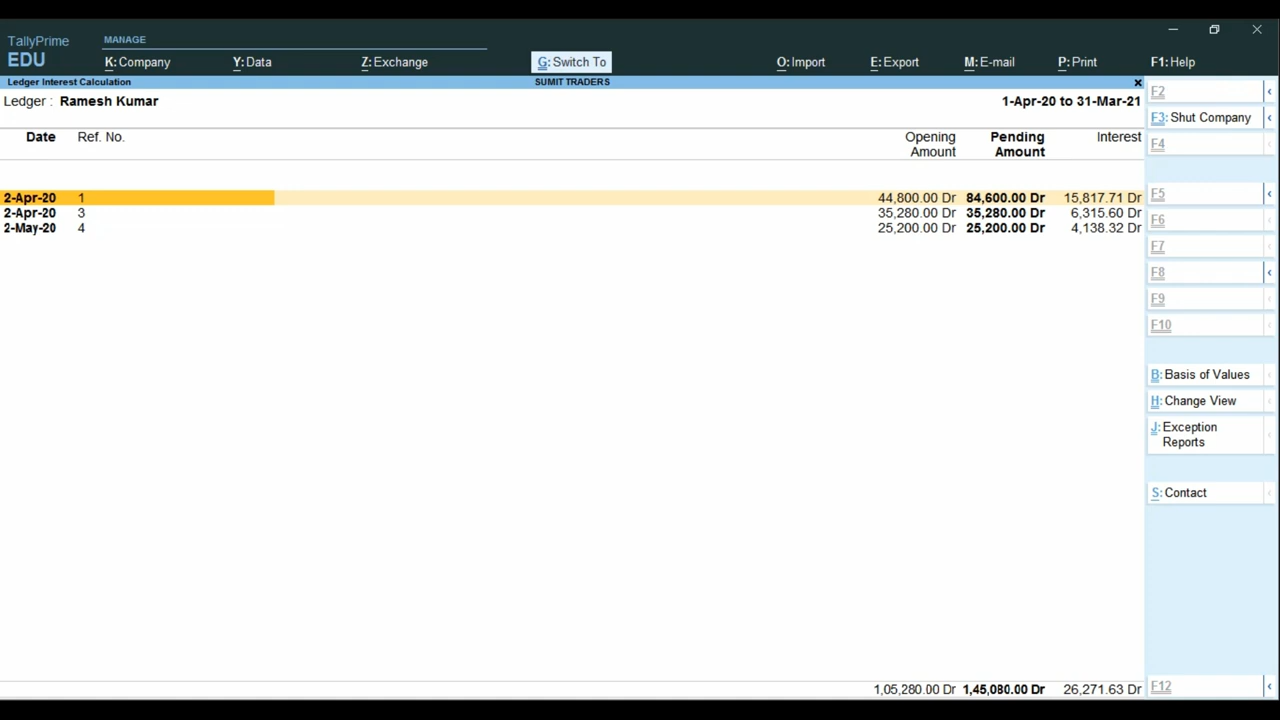 TallyPrime
EDU
MANAGE
K: Company
Y: Data
Z: Exchange
G: Switch To
O: Import
E: Export
M: E-mail
P: Print
F1: Help
Ledger Interest Calculation
SUMIT TRADERS
Ledger : Ramesh Kumar
1-Apr-20 to 31-Mar-21
Date Ref. No. Opening Amount Pending Amount Interest
2-Apr-20 1 44,800.00 Dr 84,600.00 Dr 15,817.71 Dr
2-Apr-20 3 35,280.00 Dr 35,280.00 Dr 6,315.60 Dr
2-May-20 4 25,200.00 Dr 25,200.00 Dr 4,138.32 Dr
1,05,280.00 Dr 1,45,080.00 Dr 26,271.63 Dr
F2
F3: Shut Company
F4
F5
F6
F7
F8
F9
F10
B: Basis of Values
H: Change View
J: Exception
Reports
S: Contact
F12